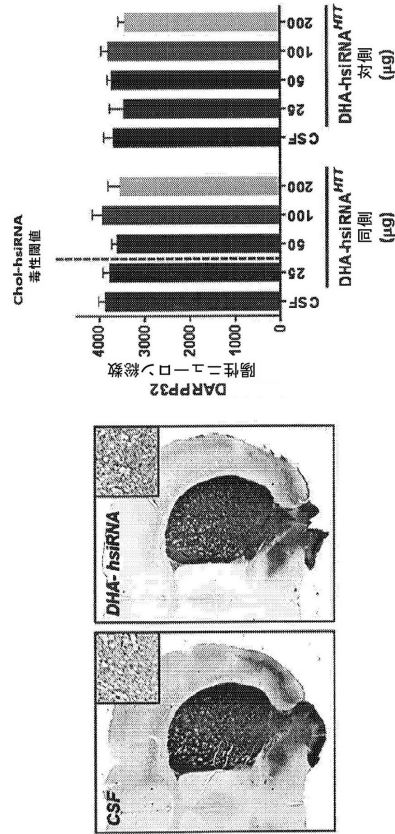 CSF
DHA- hsiRNA
Chol-hsiRNA
毒性閾値
DARPP32
陽性ニューロン総数
4000
3000
2000
1000
0
CSF
25
50
100
200
CSF
25
50
100
200
DHA-hsiRNA^HTT
同側
(µg)
DHA-hsiRNA^HTT
対側
(µg)